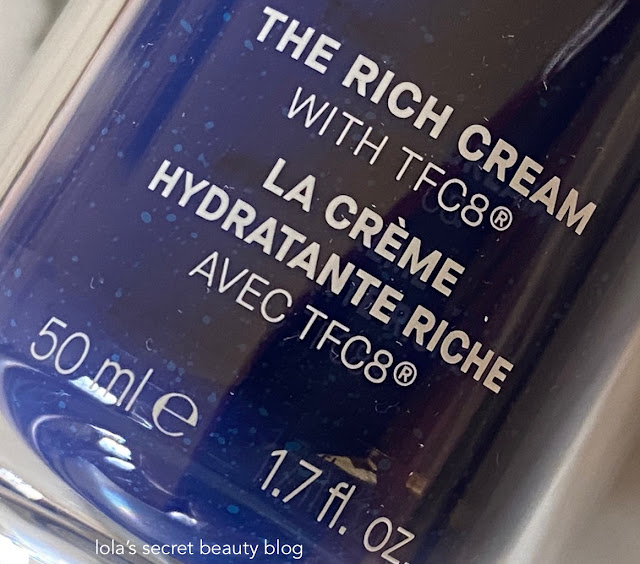 THE RICH CREAM
WITH TFC8®
LA CRÈME
HYDRATANTE RICHE
AVEC TFC8®
50 ml ℮
1.7 fl. oz.
lola's secret beauty blog